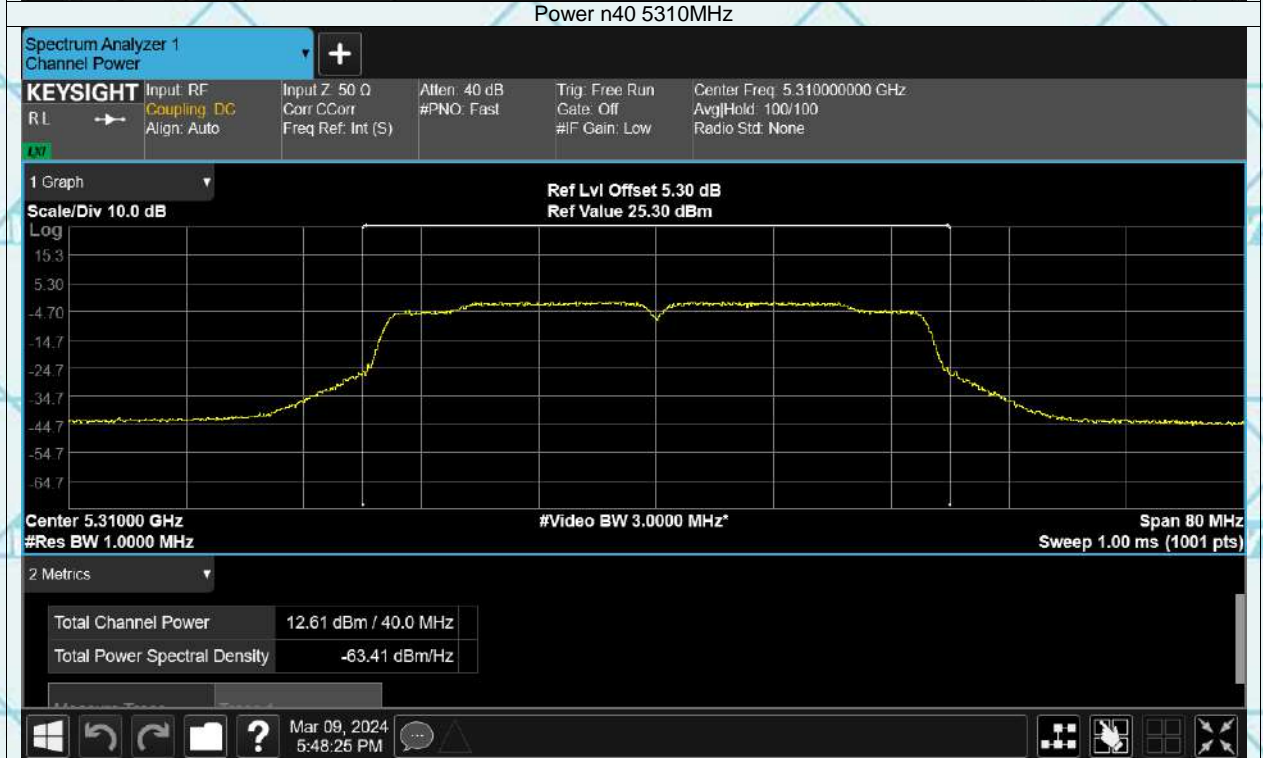 Power n40 5310MHz
Spectrum Analyzer 1
Channel Power
+
KEYSIGHT
R L
LXI
Input: RF
Coupling: DC
Align: Auto
Input Z: 50 Ω
Corr CCorr
Freq Ref: Int (S)
Atten: 40 dB
#PNO: Fast
Trig: Free Run
Gate: Off
#IF Gain: Low
Center Freq: 5.310000000 GHz
Avg|Hold: 100/100
Radio Std: None
1 Graph
Scale/Div 10.0 dB
Ref Lvl Offset 5.30 dB
Ref Value 25.30 dBm
Log
15.3
5.30
-4.70
-14.7
-24.7
-34.7
-44.7
-54.7
-64.7
Center 5.31000 GHz
#Video BW 3.0000 MHz*
Span 80 MHz
#Res BW 1.0000 MHz
Sweep 1.00 ms (1001 pts)
2 Metrics
Total Channel Power 12.61 dBm / 40.0 MHz
Total Power Spectral Density -63.41 dBm/Hz
?
Mar 09, 2024
5:48:25 PM